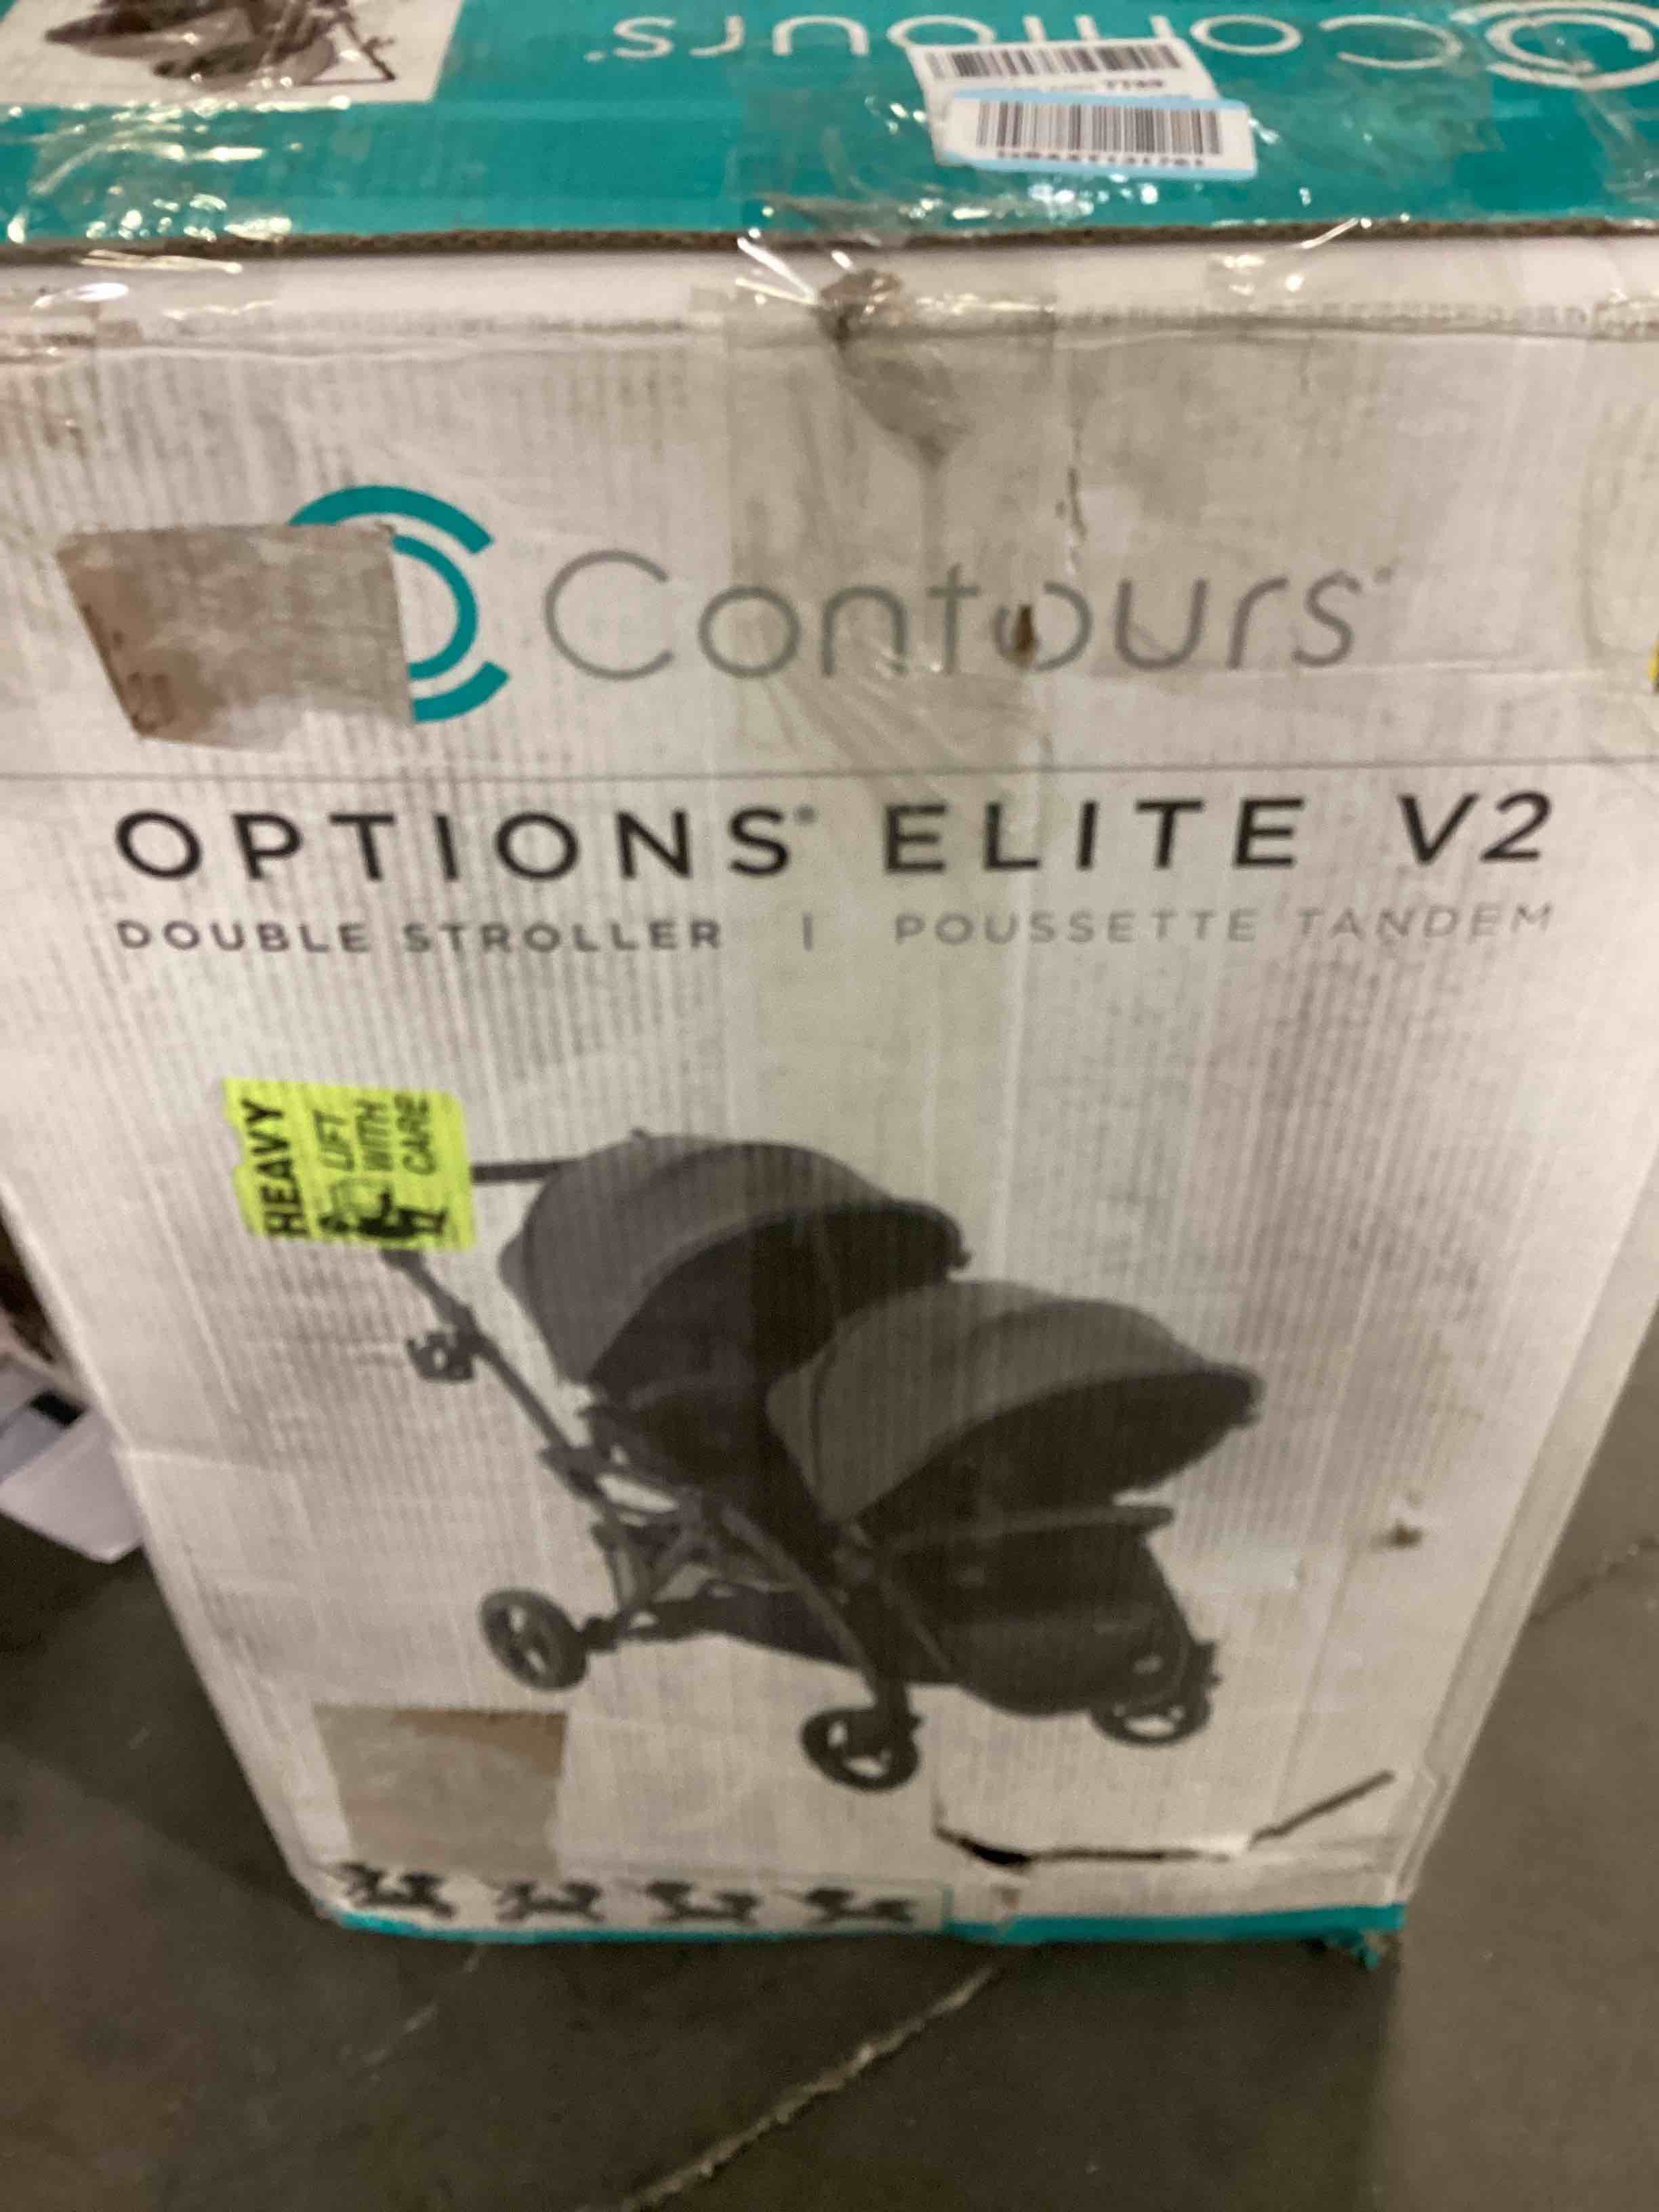 Contours
Contours
OPTIONS® ELITE V2
DOUBLE STROLLER | POUSSETTE TANDEM
HEAVY
LIFT
WITH
CARE